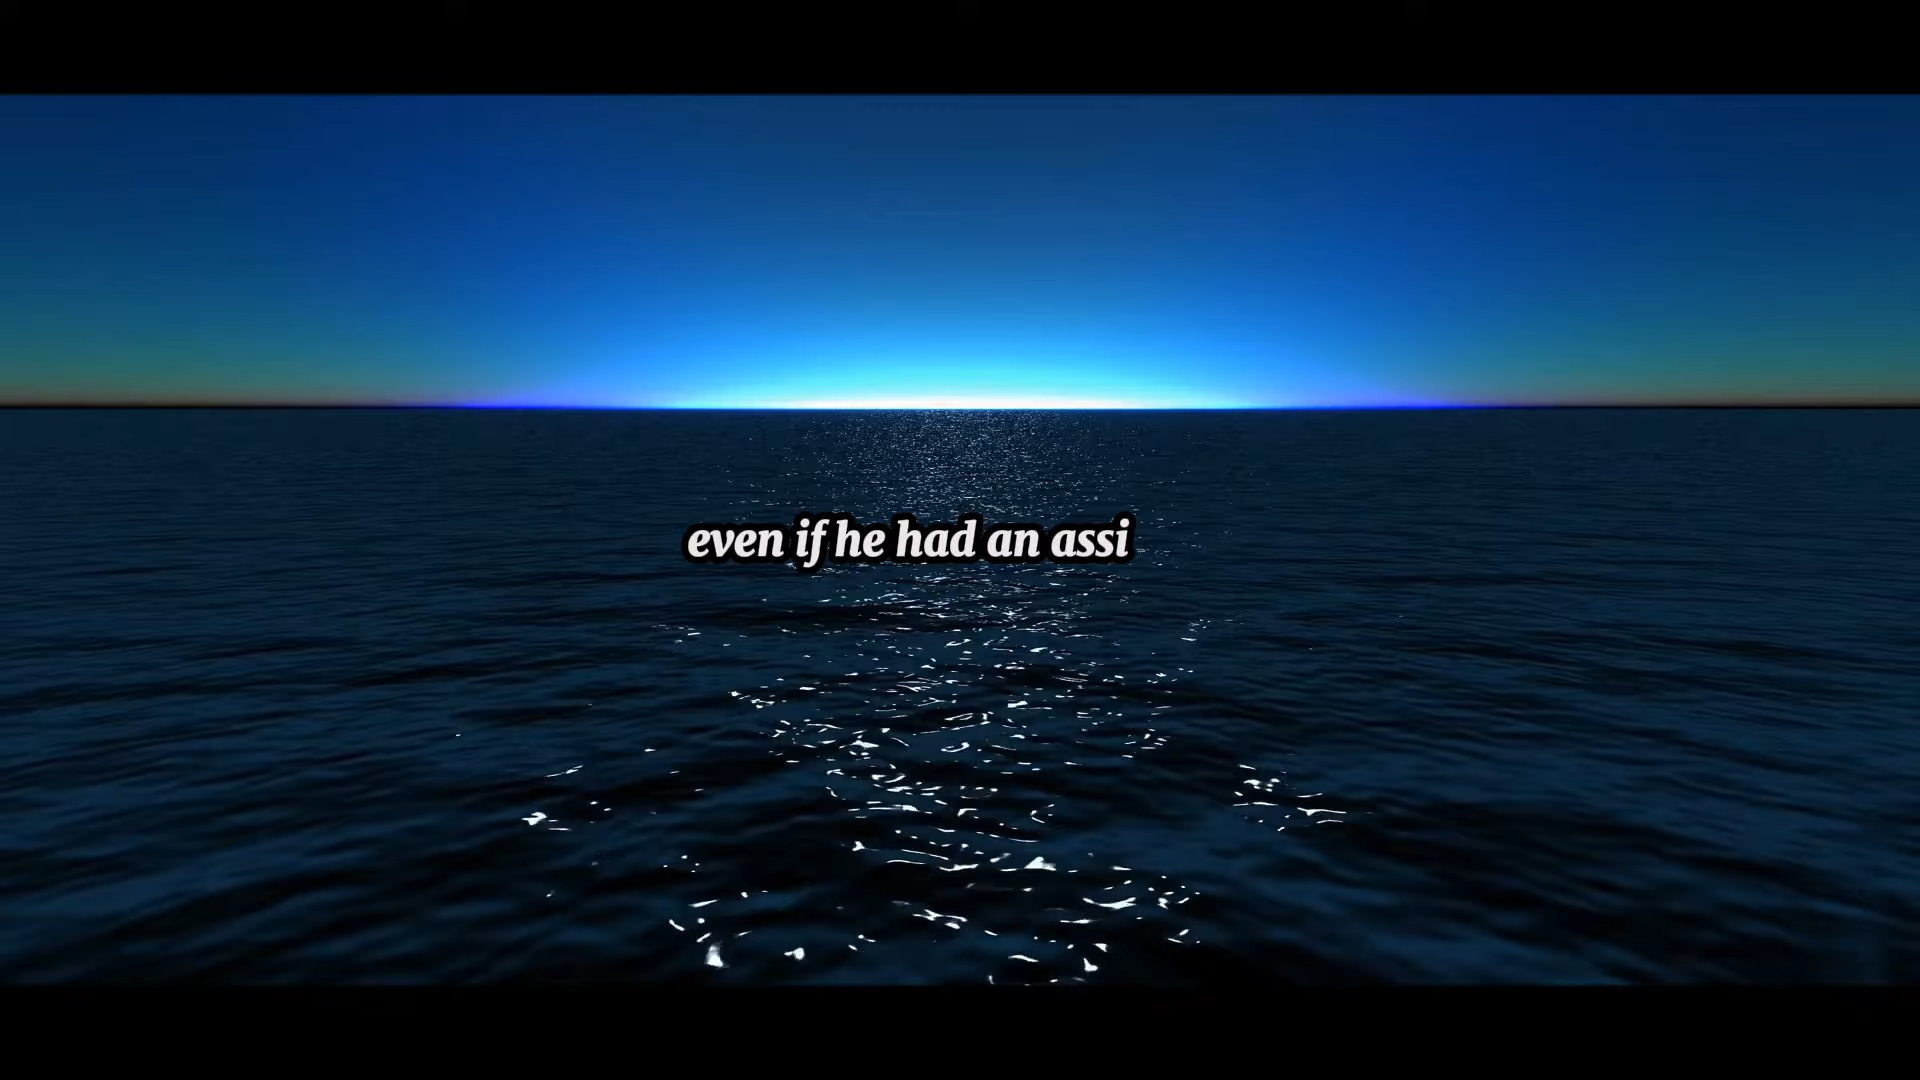 even if he had an assi